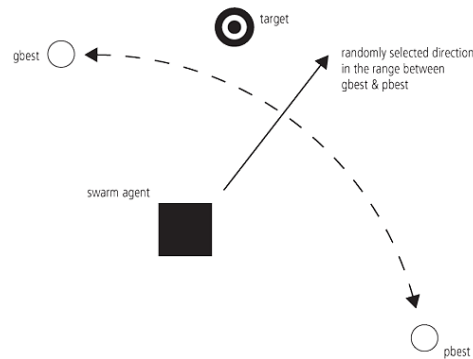 target
gbest
randomly selected direction
in the range between
gbest & pbest
swarm agent
pbest